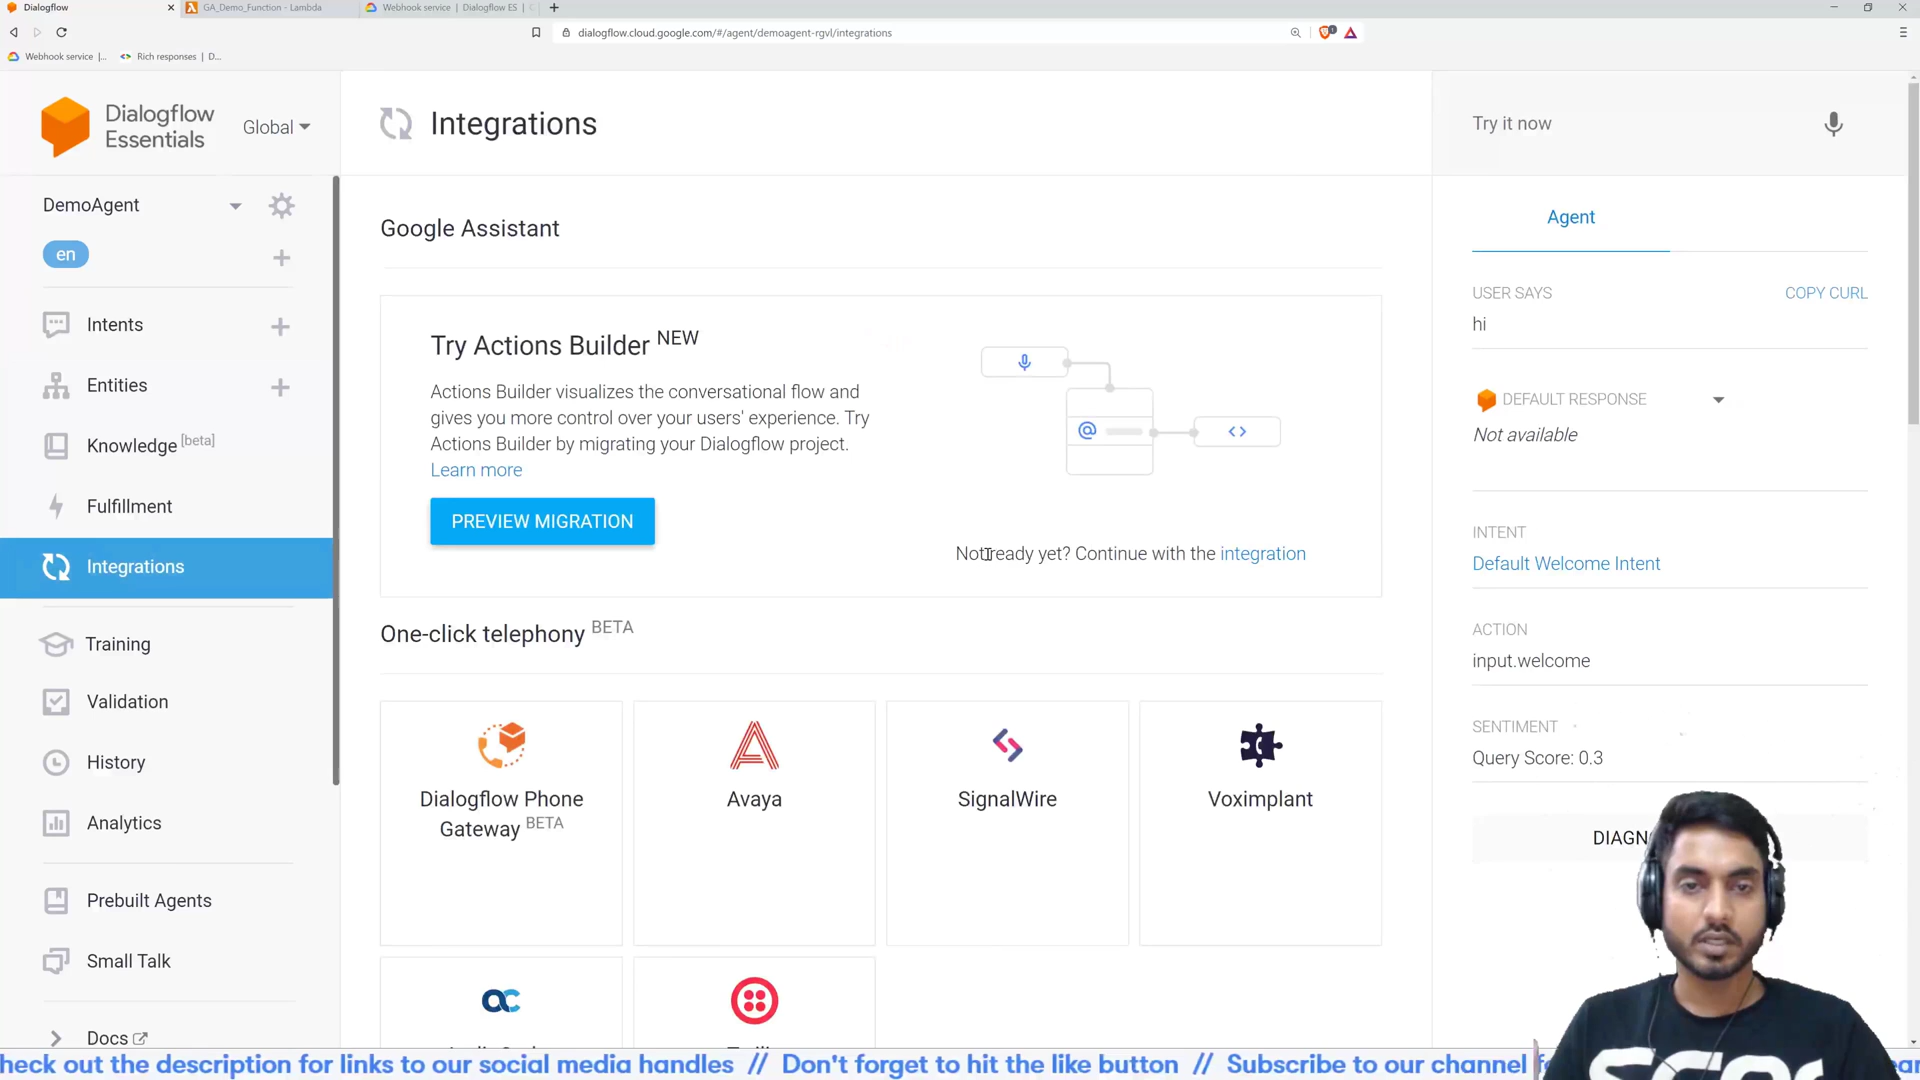 Dialogflow
GA_Demo_Function - Lambda
Webhook service | Dialogflow ES |
dialogflow.cloud.google.com/#/agent/demoagent-rgvl/integrations
Webhook service |...
Rich responses | D...
Dialogflow
Essentials
Global
Integrations
Try it now
DemoAgent
en
Intents
Entities
Knowledge [beta]
Fulfillment
Integrations
Training
Validation
History
Analytics
Prebuilt Agents
Small Talk
Docs
Google Assistant
Try Actions Builder NEW
Actions Builder visualizes the conversational flow and
gives you more control over your users' experience. Try
Actions Builder by migrating your Dialogflow project.
Learn more
PREVIEW MIGRATION
Not ready yet? Continue with the integration
One-click telephony BETA
Dialogflow Phone
Gateway BETA
Avaya
SignalWire
Voximplant
Agent
USER SAYS
COPY CURL
hi
DEFAULT RESPONSE
Not available
INTENT
Default Welcome Intent
ACTION
input.welcome
SENTIMENT
Query Score: 0.3
DIAGN
heck out the description for links to our social media handles // Don't forget to hit the like button // Subscribe to our channel